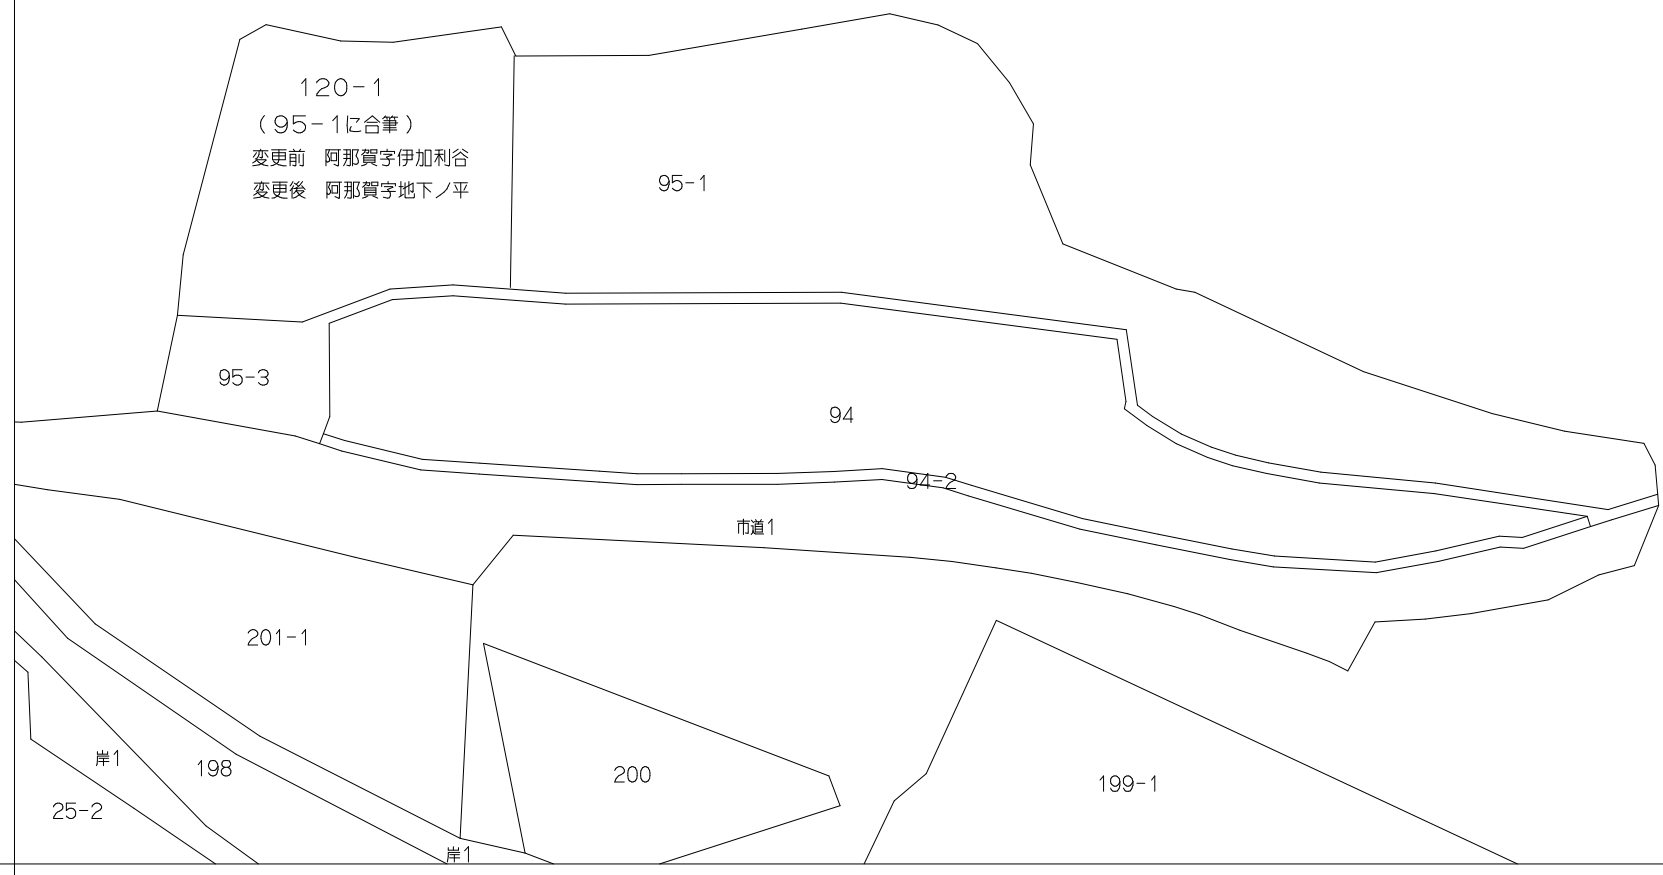 120-1
（95-1に合筆）
変更前　阿那賀字伊加利谷
変更後　阿那賀字地下ノ平
95-1
95-3
94
94-2
市道1
201-1
岸1
198
200
199-1
25-2
岸1